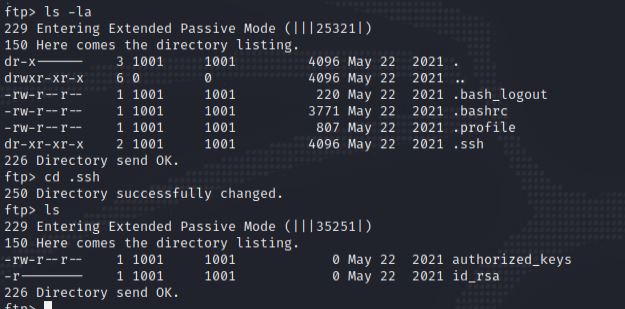 ftp> ls -la
229 Entering Extended Passive Mode (|||25321|)
150 Here comes the directory listing.
dr-x------ 3 1001 1001 4096 May 22 2021 .
drwxr-xr-x 6 0 0 4096 May 22 2021 ..
-rw-r--r-- 1 1001 1001 220 May 22 2021 .bash_logout
-rw-r--r-- 1 1001 1001 3771 May 22 2021 .bashrc
-rw-r--r-- 1 1001 1001 807 May 22 2021 .profile
dr-xr-xr-x 2 1001 1001 4096 May 22 2021 .ssh
226 Directory send OK.
ftp> cd .ssh
250 Directory successfully changed.
ftp> ls
229 Entering Extended Passive Mode (|||35251|)
150 Here comes the directory listing.
-rw-r--r-- 1 1001 1001 0 May 22 2021 authorized_keys
-r-------- 1 1001 1001 0 May 22 2021 id_rsa
226 Directory send OK.
ftp>